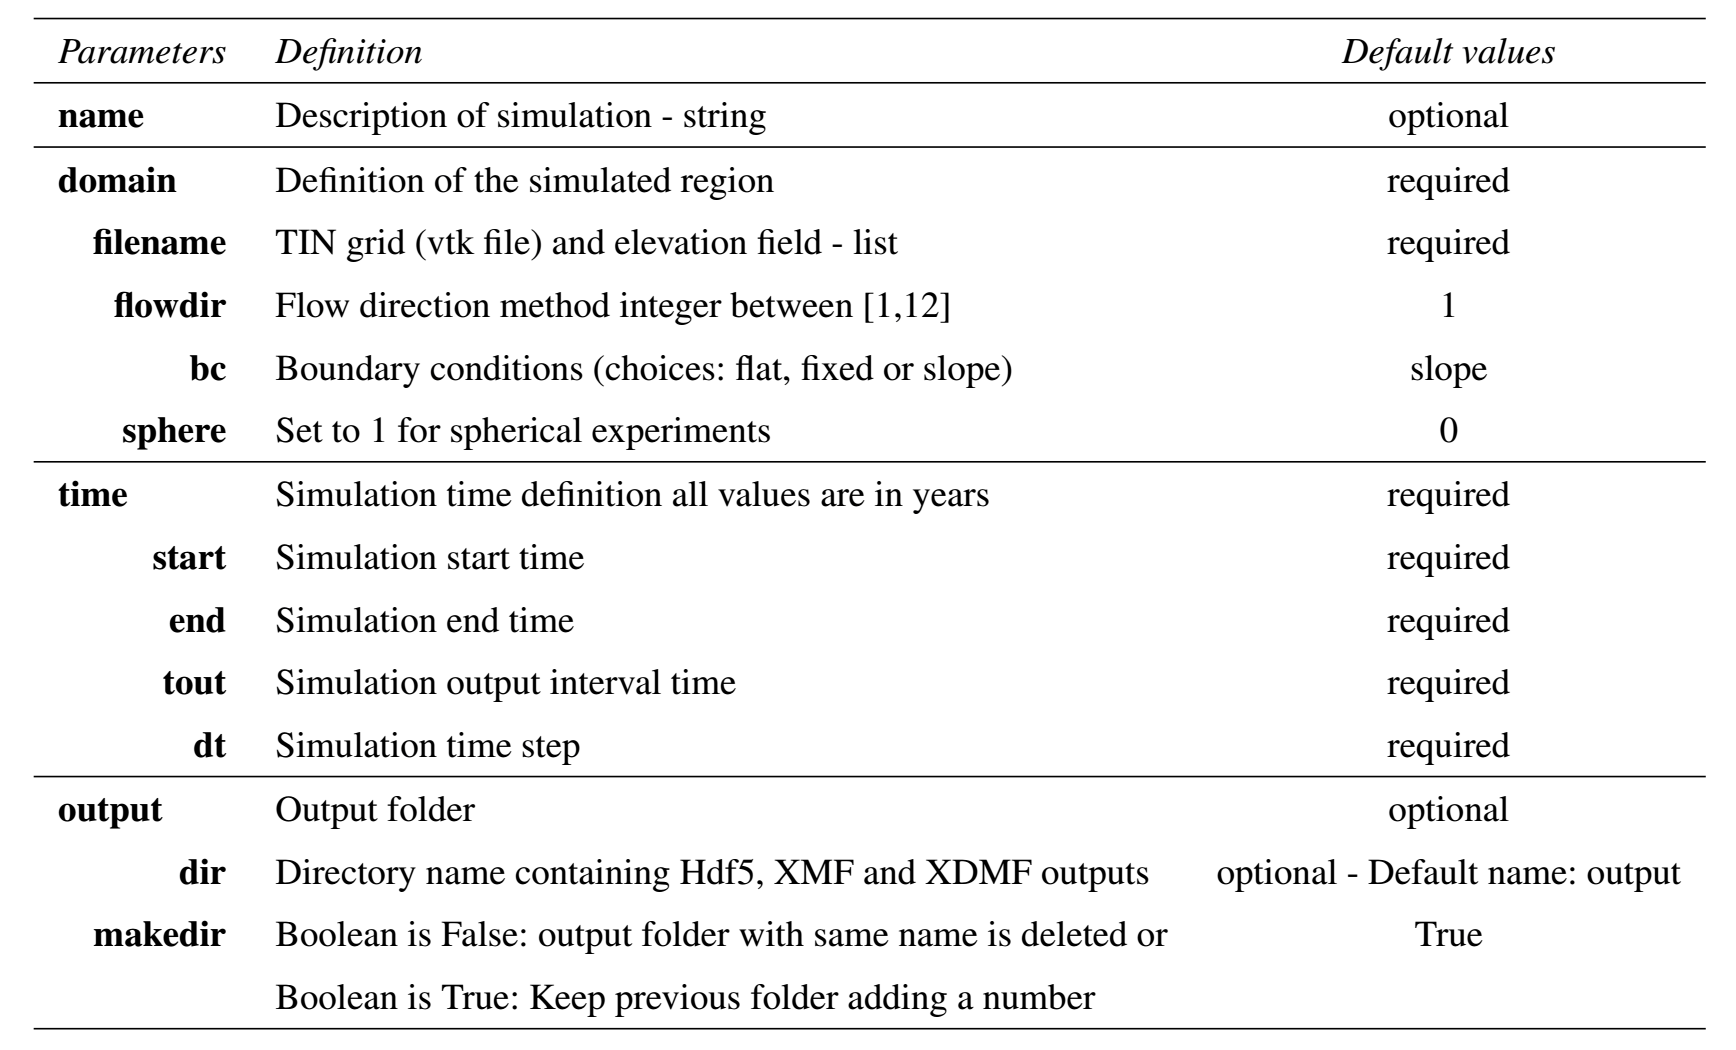 Parameters Definition Default values
name Description of simulation - string optional
domain Definition of the simulated region required
filename TIN grid (vtk file) and elevation field - list required
flowdir Flow direction method integer between [1,12] 1
bc Boundary conditions (choices: flat, fixed or slope) slope
sphere Set to 1 for spherical experiments 0
time Simulation time definition all values are in years required
start Simulation start time required
end Simulation end time required
tout Simulation output interval time required
dt Simulation time step required
output Output folder optional
dir Directory name containing Hdf5, XMF and XDMF outputs optional - Default name: output
makedir Boolean is False: output folder with same name is deleted or True
Boolean is True: Keep previous folder adding a number